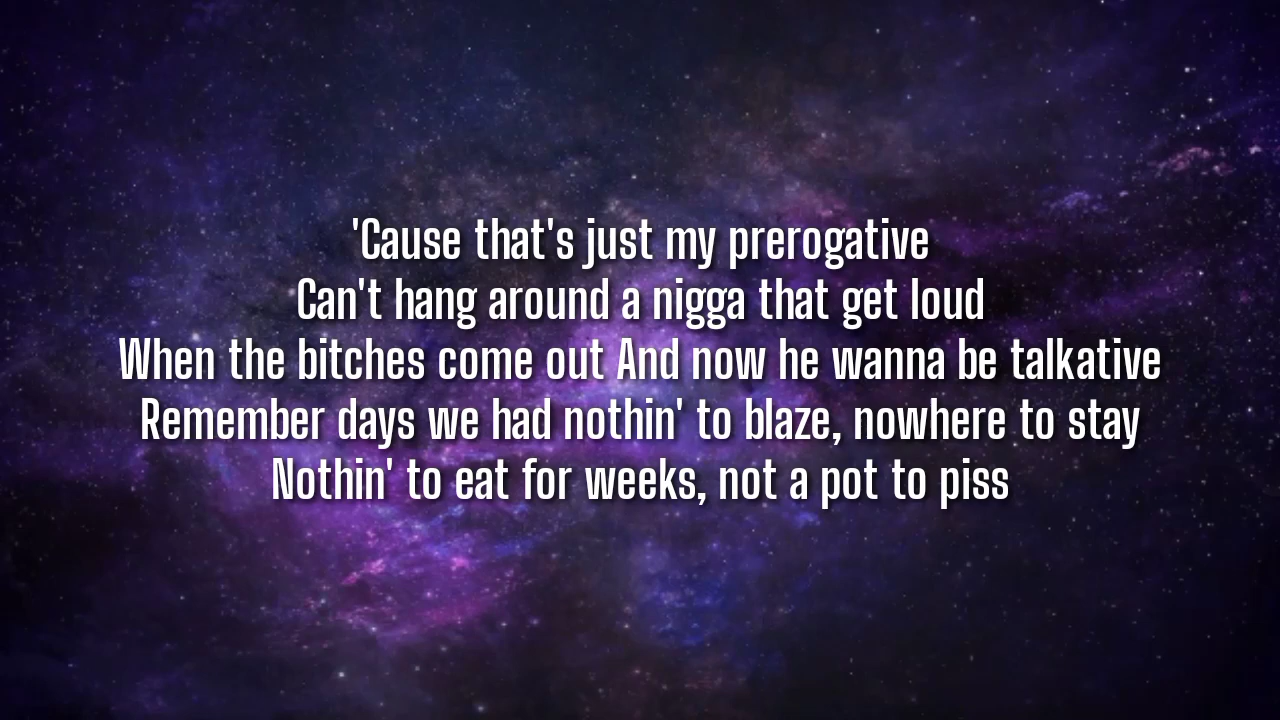 'Cause that's just my prerogative
Can't hang around a nigga that get loud
When the bitches come out And now he wanna be talkative
Remember days we had nothin' to blaze, nowhere to stay
Nothin' to eat for weeks, not a pot to piss